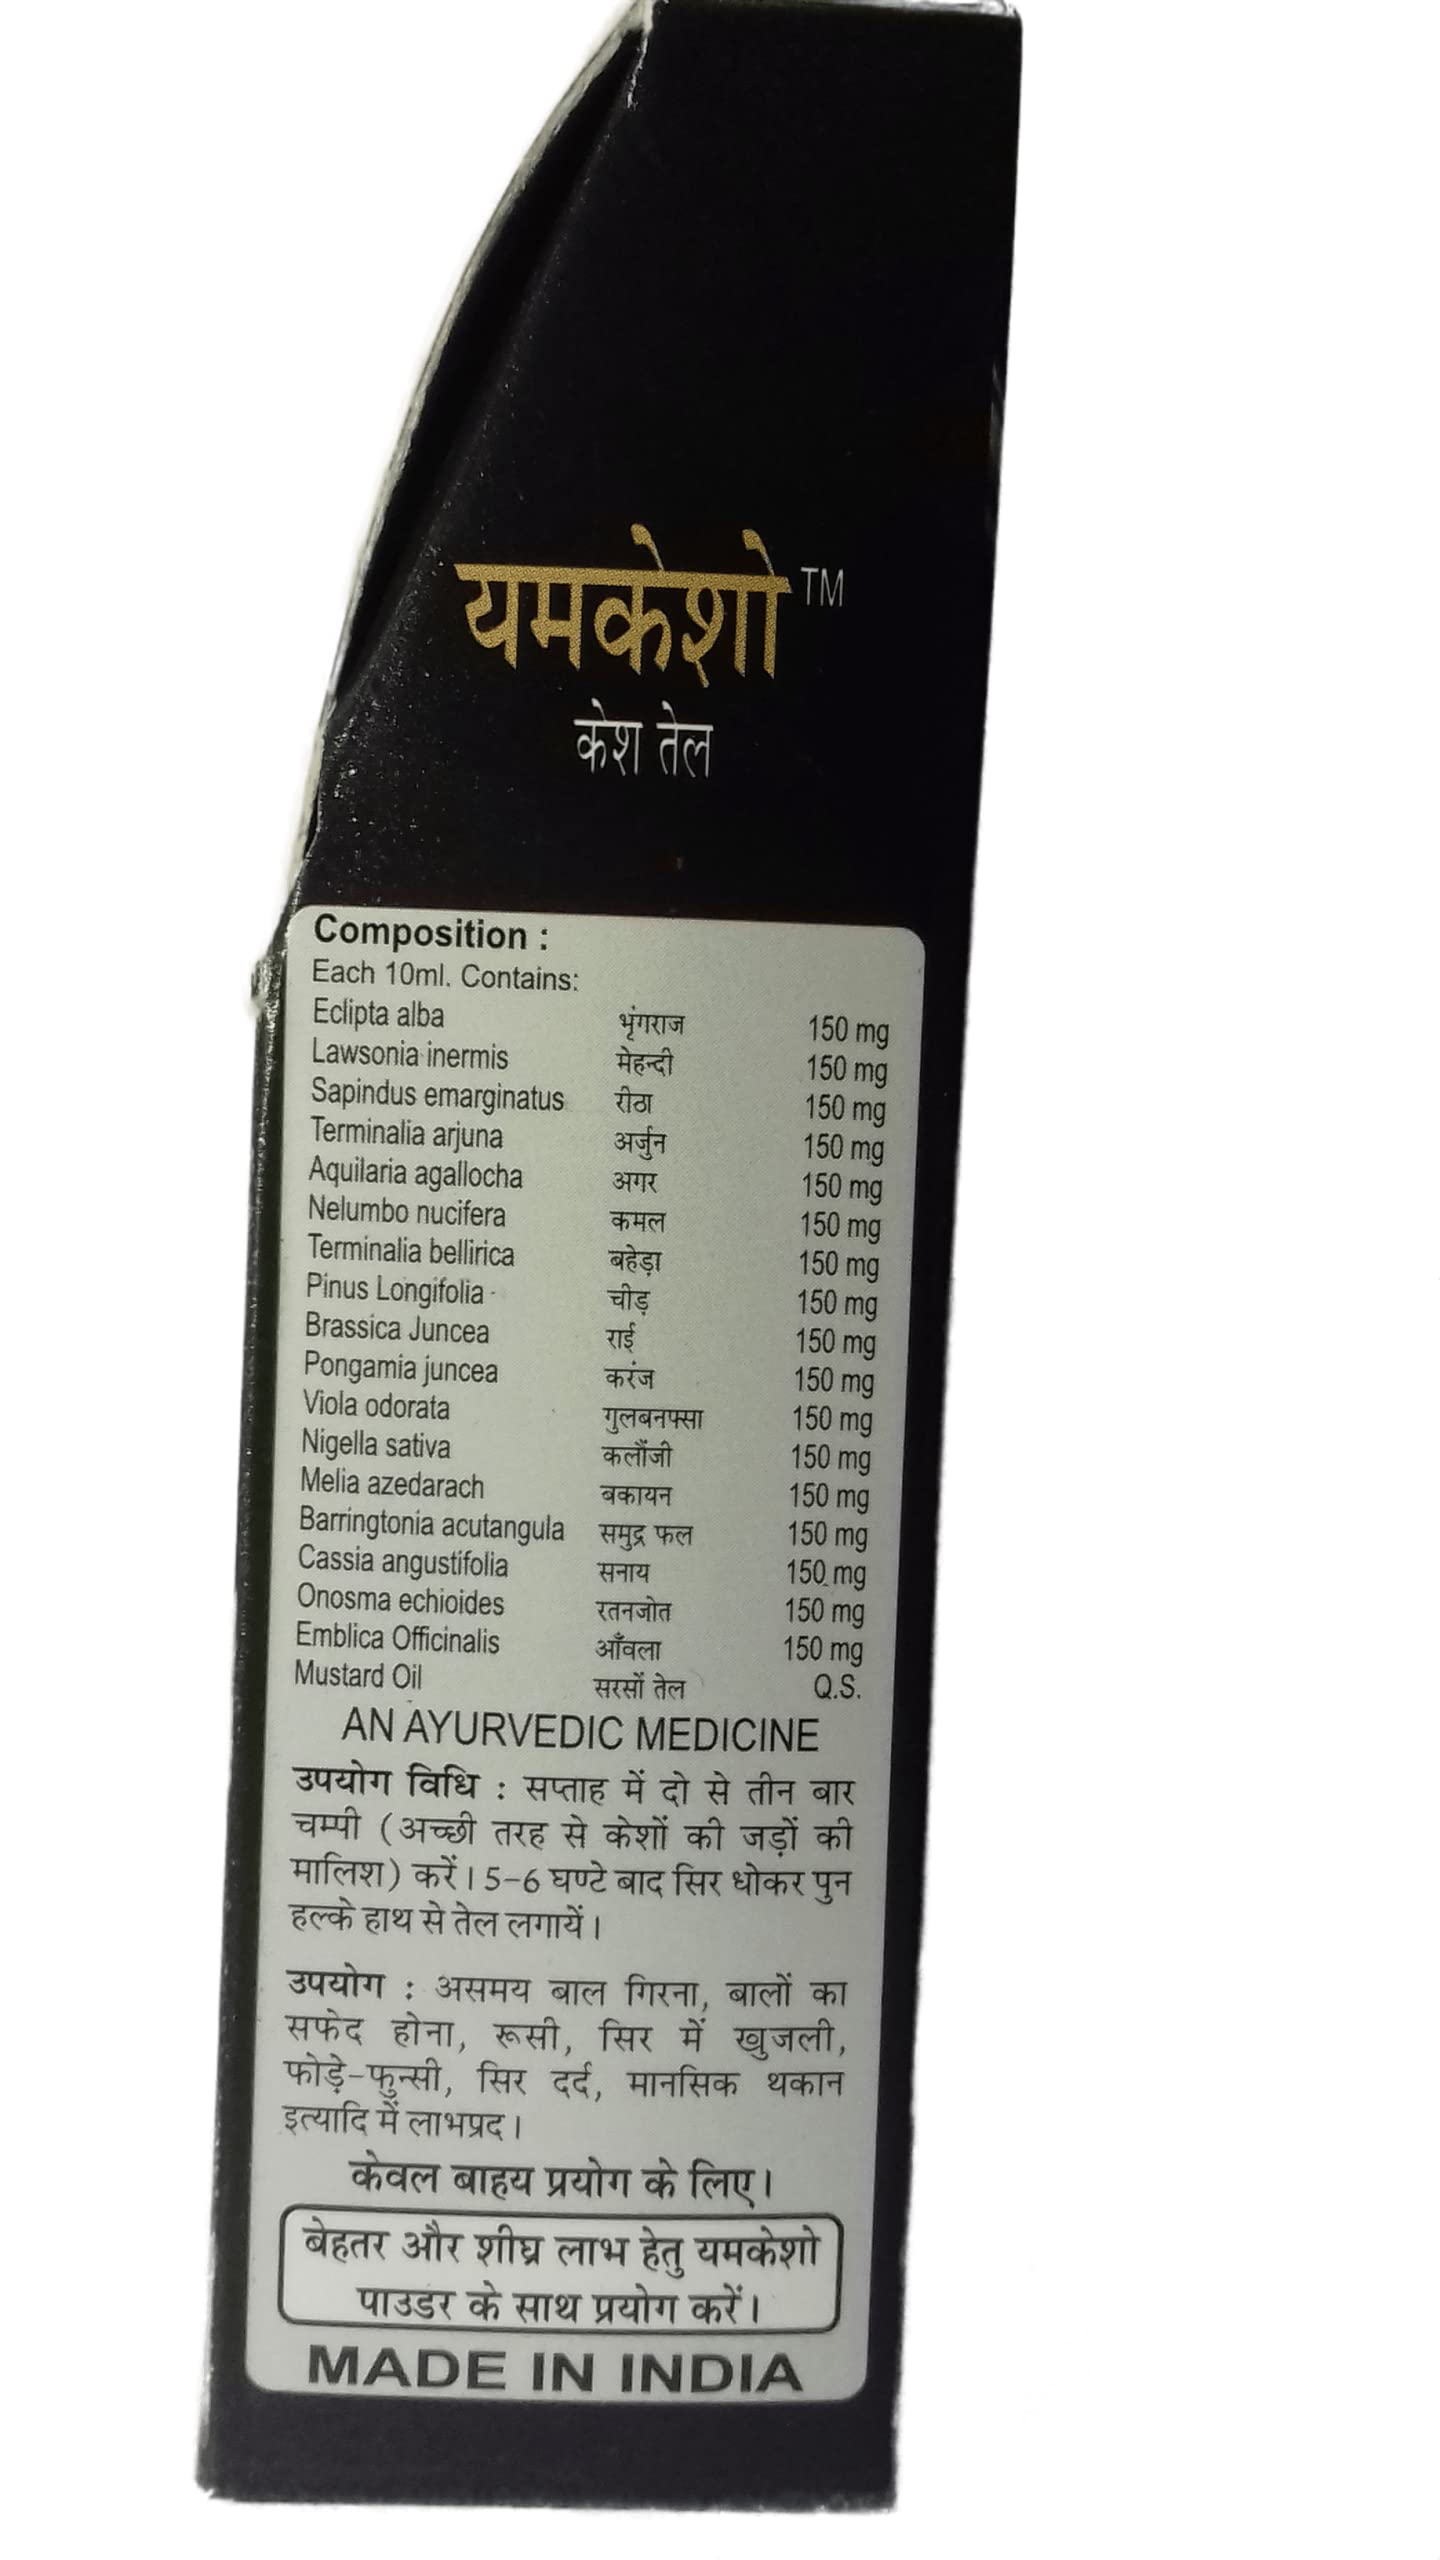 यमकेशो TM
केश तेल
Composition :
Each 10ml. Contains:
Eclipta alba भृंगराज 150 mg
Lawsonia inermis मेहन्दी 150 mg
Sapindus emarginatus रीठा 150 mg
Terminalia arjuna अर्जुन 150 mg
Aquilaria agallocha अगर 150 mg
Nelumbo nucifera कमल 150 mg
Terminalia bellirica बहेड़ा 150 mg
Pinus Longifolia चीड़ 150 mg
Brassica Juncea राई 150 mg
Pongamia juncea करंज 150 mg
Viola odorata गुलबनफ्सा 150 mg
Nigella sativa कलौंजी 150 mg
Melia azedarach बकायन 150 mg
Barringtonia acutangula समुद्र फल 150 mg
Cassia angustifolia सनाय 150 mg
Onosma echioides रतनजोत 150 mg
Emblica Officinalis आँवला 150 mg
Mustard Oil सरसों तेल Q.S.
AN AYURVEDIC MEDICINE
उपयोग विधि : सप्ताह में दो से तीन बार
चम्पी (अच्छी तरह से केशों की जड़ों की
मालिश) करें। 5-6 घण्टे बाद सिर धोकर पुन
हल्के हाथ से तेल लगायें।
उपयोग : असमय बाल गिरना, बालों का
सफेद होना, रूसी, सिर में खुजली,
फोड़े-फुन्सी, सिर दर्द, मानसिक थकान
इत्यादि में लाभप्रद।
केवल बाहय प्रयोग के लिए।
बेहतर और शीघ्र लाभ हेतु यमकेशो
पाउडर के साथ प्रयोग करें।
MADE IN INDIA